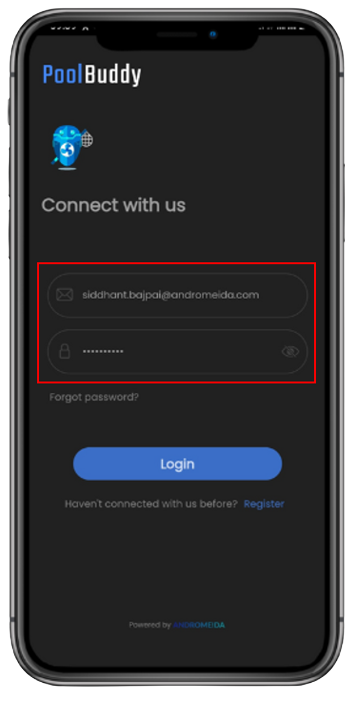 PoolBuddy
Connect with us
siddhant.bajpai@andromeida.com
••••••••••
Forgot password?
Login
Haven't connected with us before? Register
Powered by ANDROMEIDA